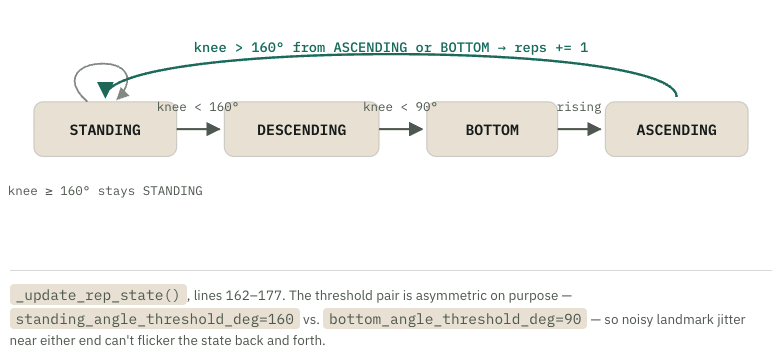 knee > 160° from ASCENDING or BOTTOM → reps += 1
knee < 160°
knee < 90°
rising
STANDING
DESCENDING
BOTTOM
ASCENDING
knee ≥ 160° stays STANDING
_update_rep_state(), lines 162–177. The threshold pair is asymmetric on purpose —
standing_angle_threshold_deg=160 vs. bottom_angle_threshold_deg=90 — so noisy landmark jitter
near either end can't flicker the state back and forth.